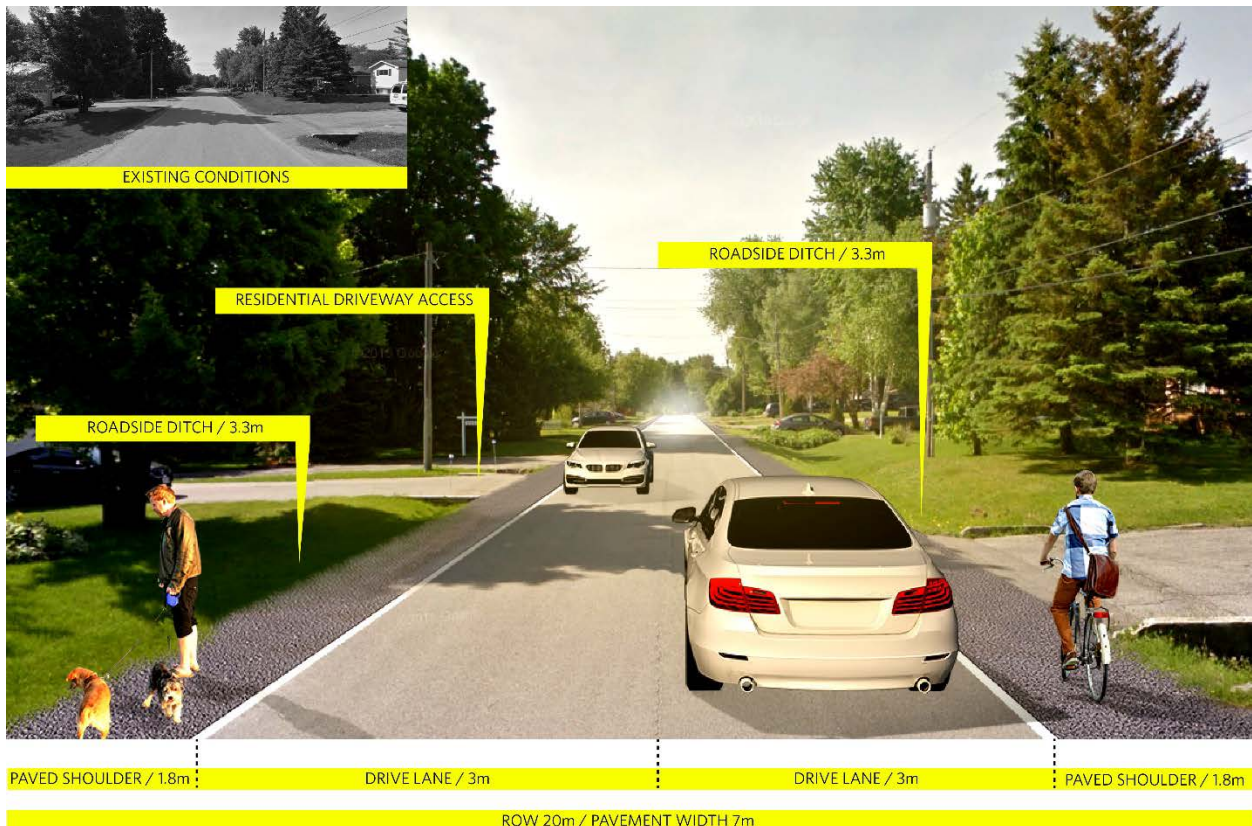 EXISTING CONDITIONS
ROADSIDE DITCH / 3.3m
RESIDENTIAL DRIVEWAY ACCESS
ROADSIDE DITCH / 3.3m
PAVED SHOULDER / 1.8m
DRIVE LANE / 3m
DRIVE LANE / 3m
PAVED SHOULDER / 1.8m
ROW 20m / PAVEMENT WIDTH 7m